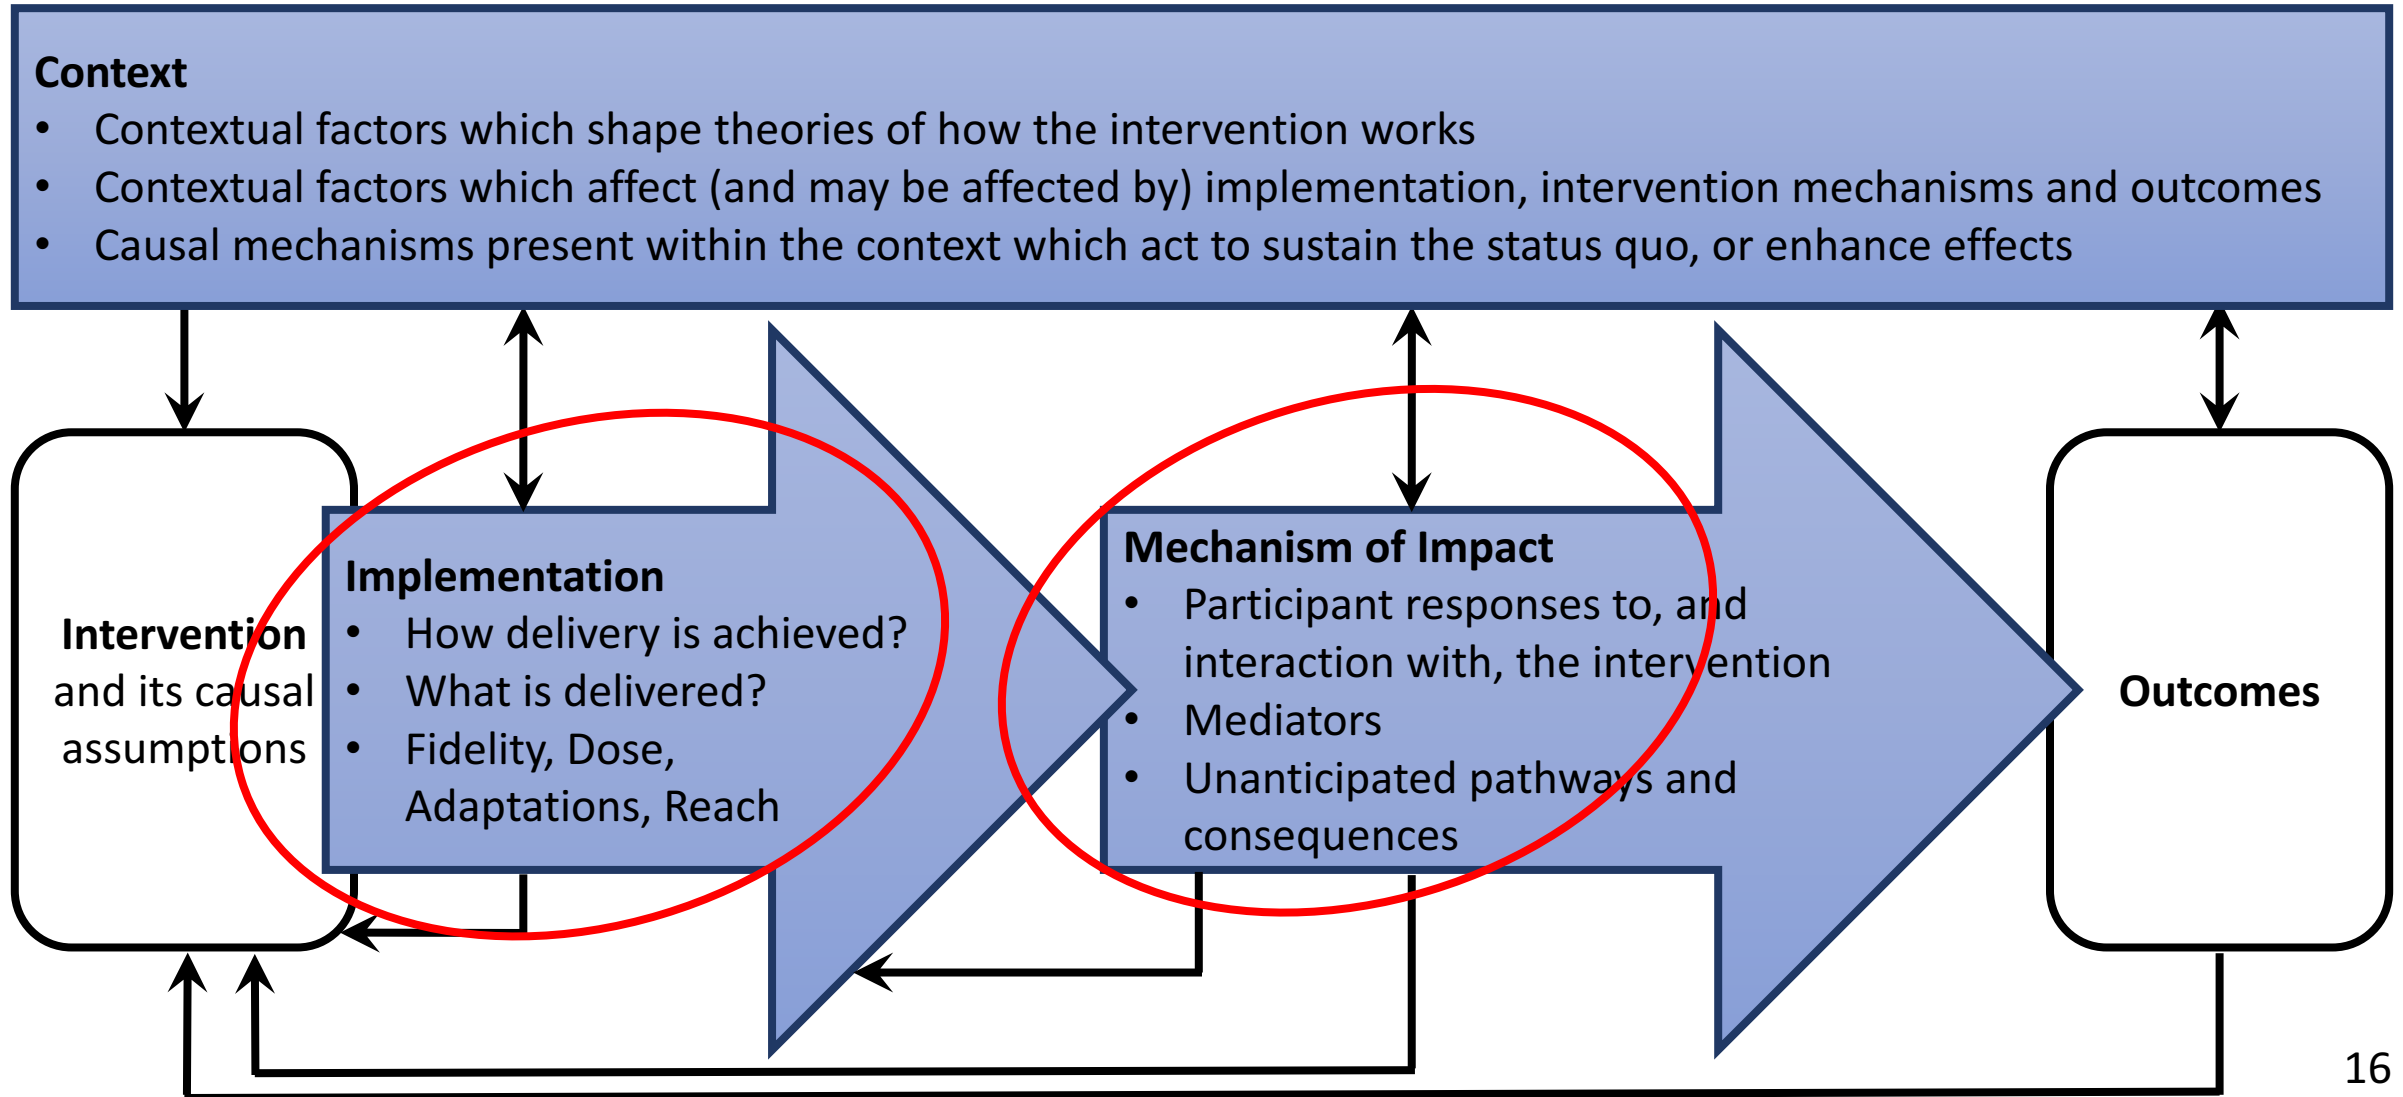 Context
• Contextual factors which shape theories of how the intervention works
• Contextual factors which affect (and may be affected by) implementation, intervention mechanisms and outcomes
• Causal mechanisms present within the context which act to sustain the status quo, or enhance effects
Intervention
and its causal
assumptions
Implementation
• How delivery is achieved?
• What is delivered?
• Fidelity, Dose,
Adaptations, Reach
Mechanism of Impact
• Participant responses to, and
interaction with, the intervention
• Mediators
• Unanticipated pathways and
consequences
Outcomes
16